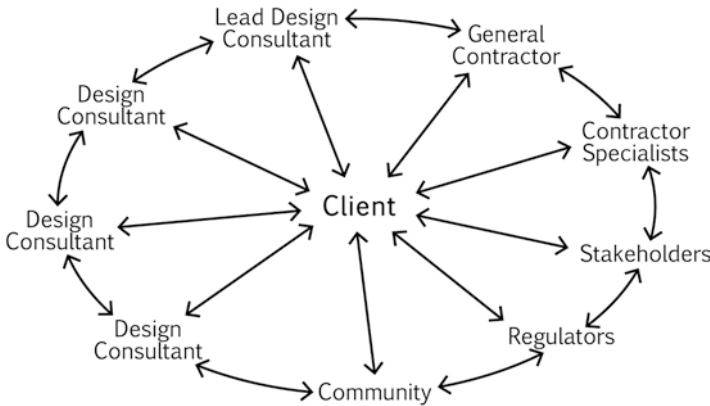 Lead Design
Consultant
General
Contractor
Design
Consultant
Contractor
Specialists
Client
Design
Consultant
Stakeholders
Design
Consultant
Regulators
Community